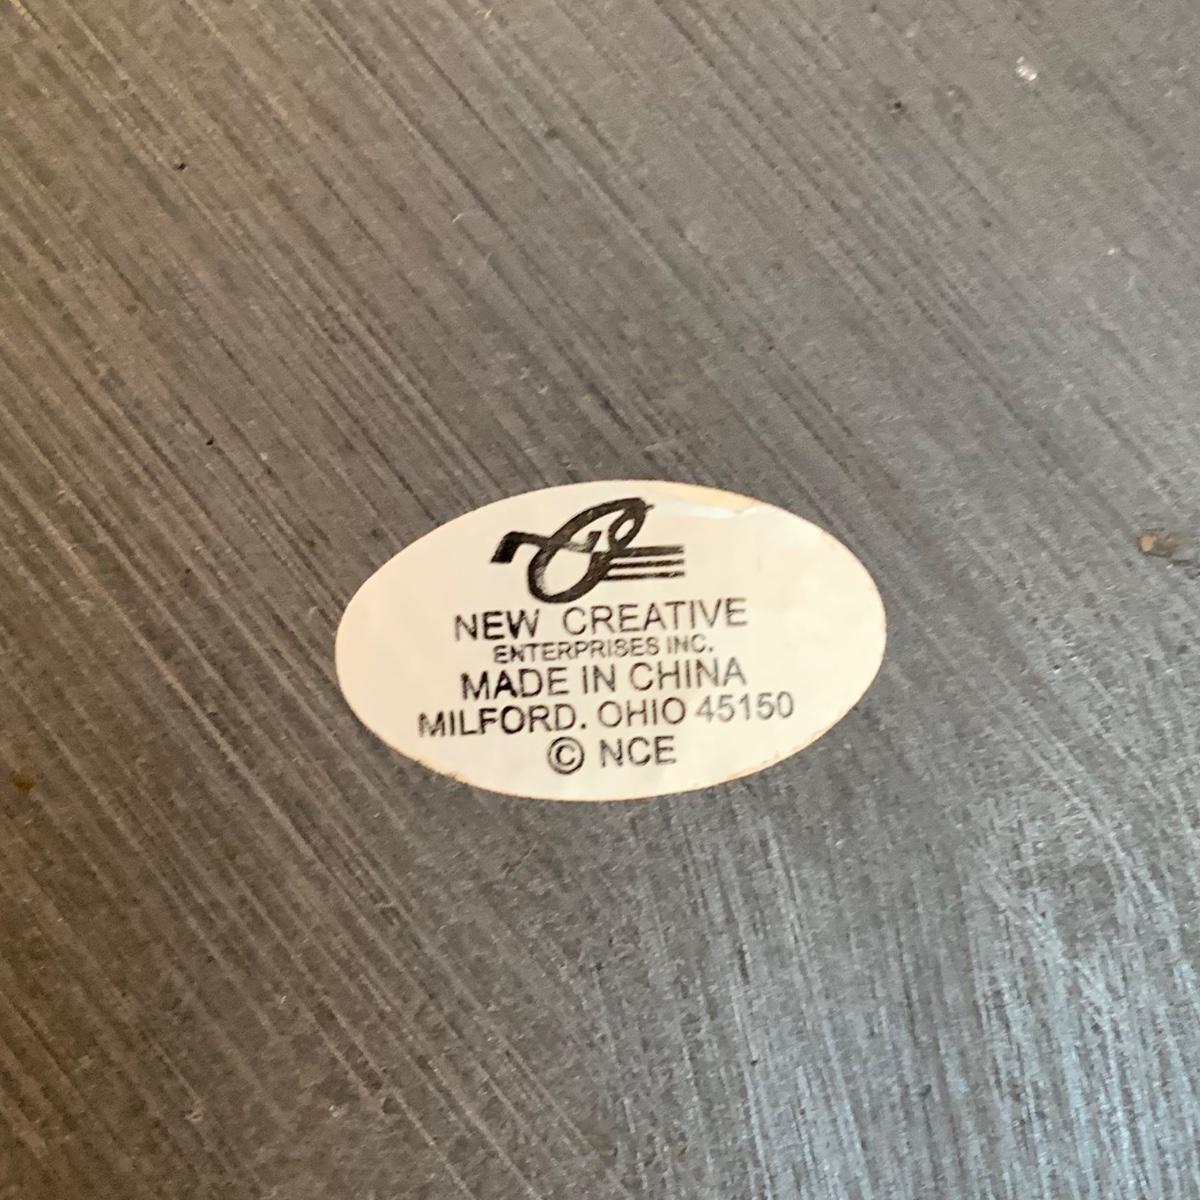 NEW CREATIVE
ENTERPRISES INC.
MADE IN CHINA
MILFORD. OHIO 45150
© NCE